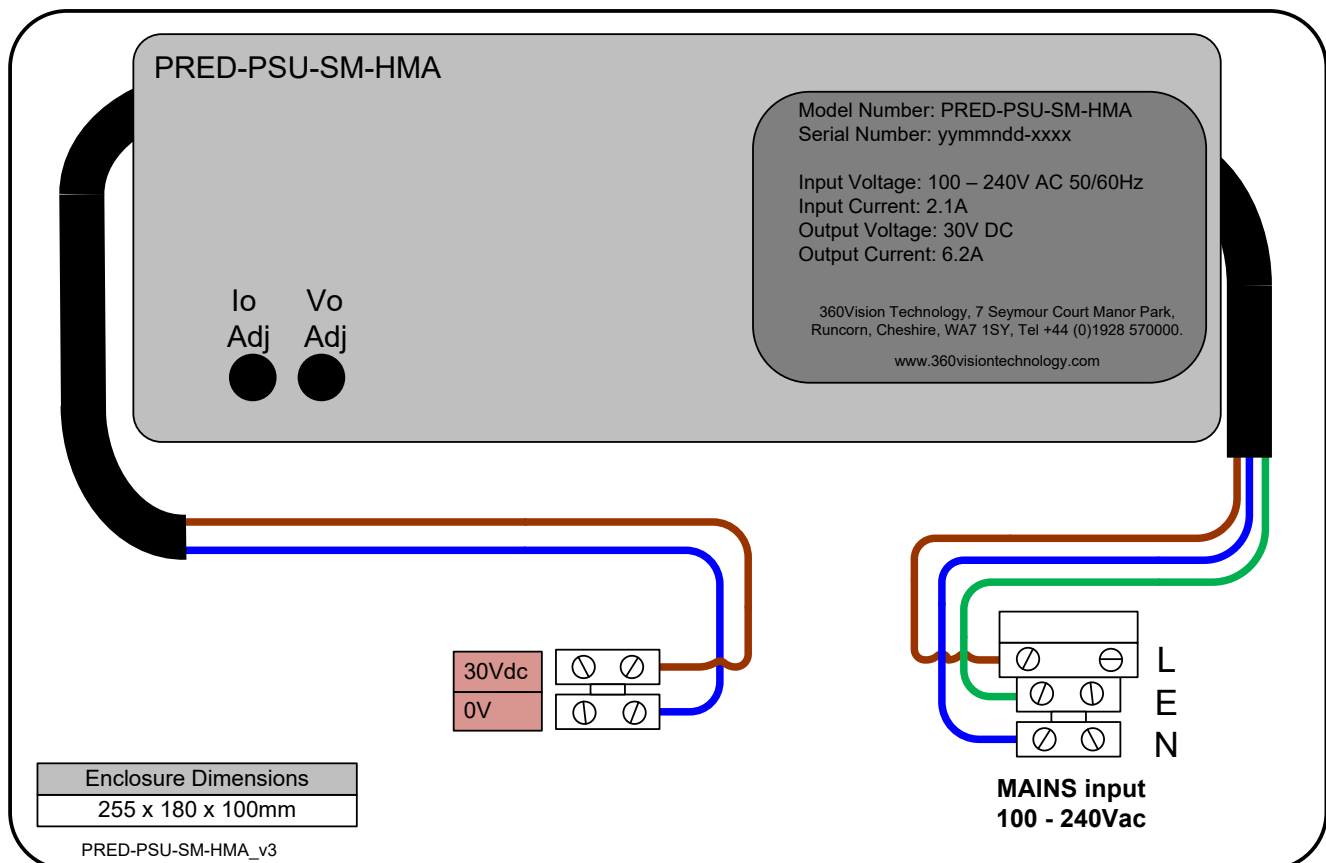 PRED-PSU-SM-HMA
Model Number: PRED-PSU-SM-HMA
Serial Number: yymmndd-xxxx
Input Voltage: 100 – 240V AC 50/60Hz
Input Current: 2.1A
Output Voltage: 30V DC
Output Current: 6.2A
360Vision Technology, 7 Seymour Court Manor Park,
Runcorn, Cheshire, WA7 1SY, Tel +44 (0)1928 570000.
www.360visiontechnology.com
Io
Adj
Vo
Adj
30Vdc
0V
L
E
N
MAINS input
100 - 240Vac
Enclosure Dimensions
255 x 180 x 100mm
PRED-PSU-SM-HMA_v3